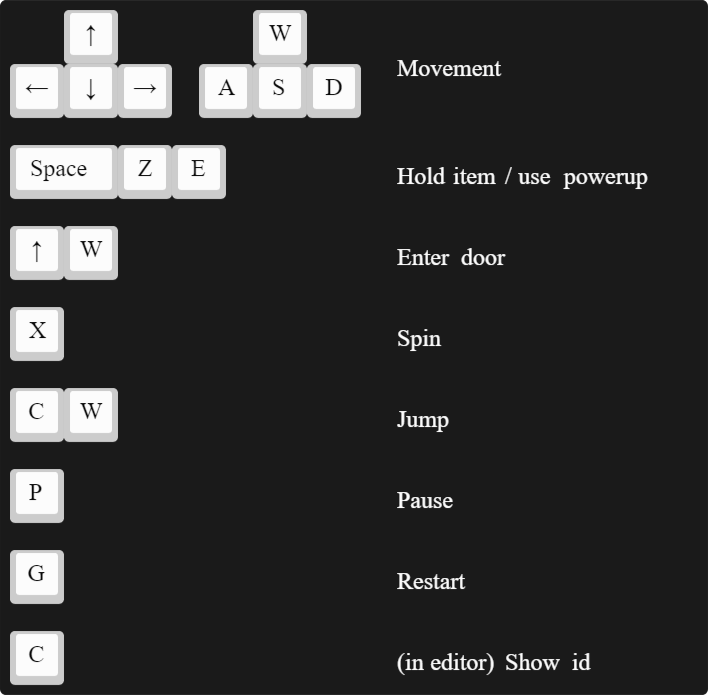 ↑ W
← ↓ → A S D Movement
Space Z E Hold item / use powerup
↑ W Enter door
X Spin
C W Jump
P Pause
G Restart
C (in editor) Show id